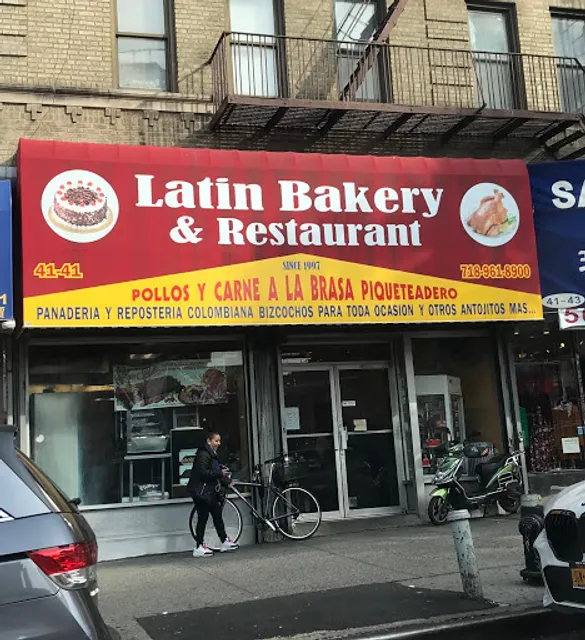 Latin Bakery
& Restaurant
41-41
SINCE 1997
718-961-8900
POLLOS Y CARNE A LA BRASA PIQUETEADERO
PANADERIA Y REPOSTERIA COLOMBIANA BIZCOCHOS PARA TODA OCASION Y OTROS ANTOJITOS MAS...
SA
41-43